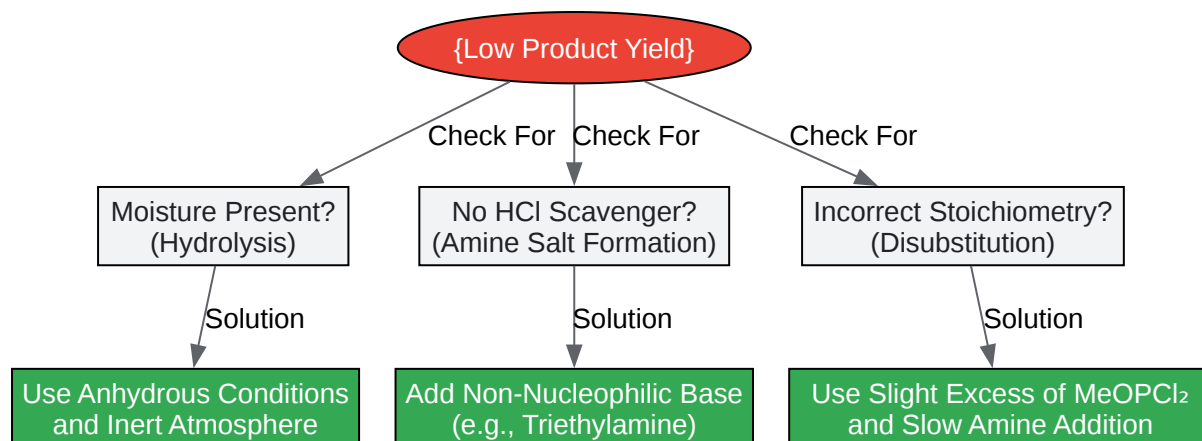 {Low Product Yield}
Check For
Check For
Check For
Moisture Present?
(Hydrolysis)
No HCl Scavenger?
(Amine Salt Formation)
Incorrect Stoichiometry?
(Disubstitution)
Solution
Solution
Solution
Use Anhydrous Conditions
and Inert Atmosphere
Add Non-Nucleophilic Base
(e.g., Triethylamine)
Use Slight Excess of MeOPCl₂
and Slow Amine Addition